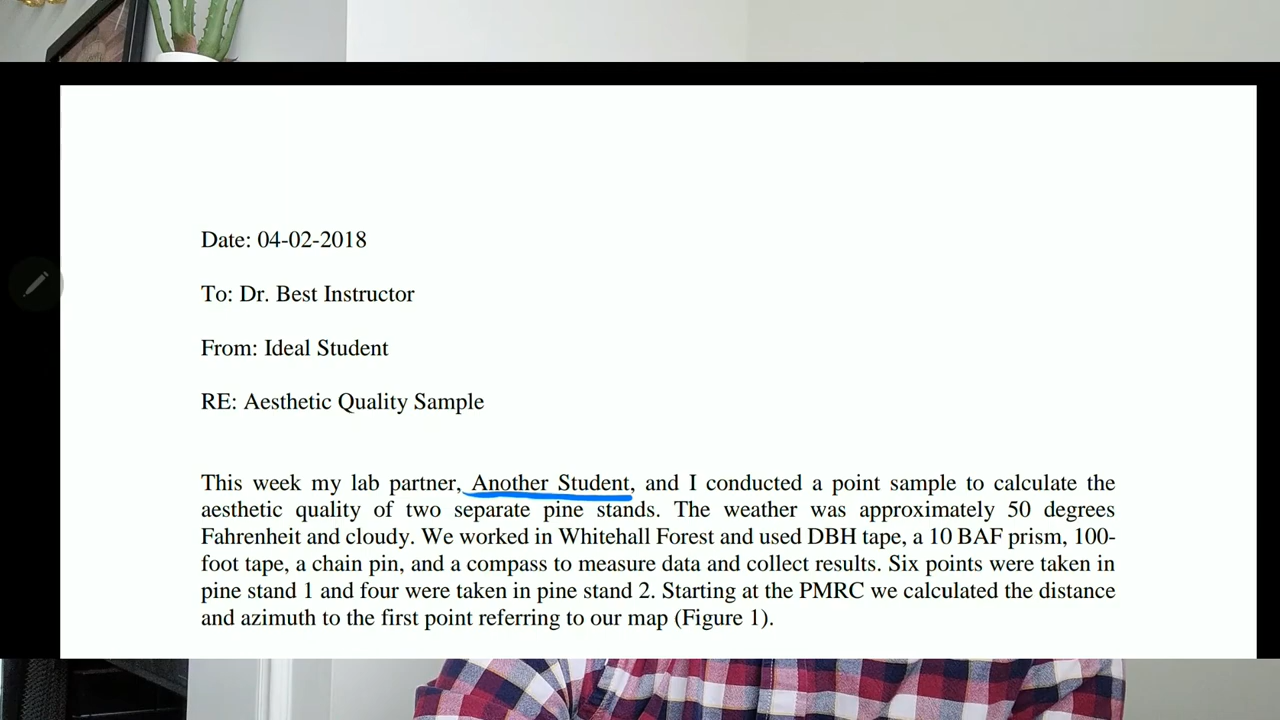 Date: 04-02-2018
To: Dr. Best Instructor
From: Ideal Student
RE: Aesthetic Quality Sample
This week my lab partner, Another Student, and I conducted a point sample to calculate the
aesthetic quality of two separate pine stands. The weather was approximately 50 degrees
Fahrenheit and cloudy. We worked in Whitehall Forest and used DBH tape, a 10 BAF prism, 100-
foot tape, a chain pin, and a compass to measure data and collect results. Six points were taken in
pine stand 1 and four were taken in pine stand 2. Starting at the PMRC we calculated the distance
and azimuth to the first point referring to our map (Figure 1).